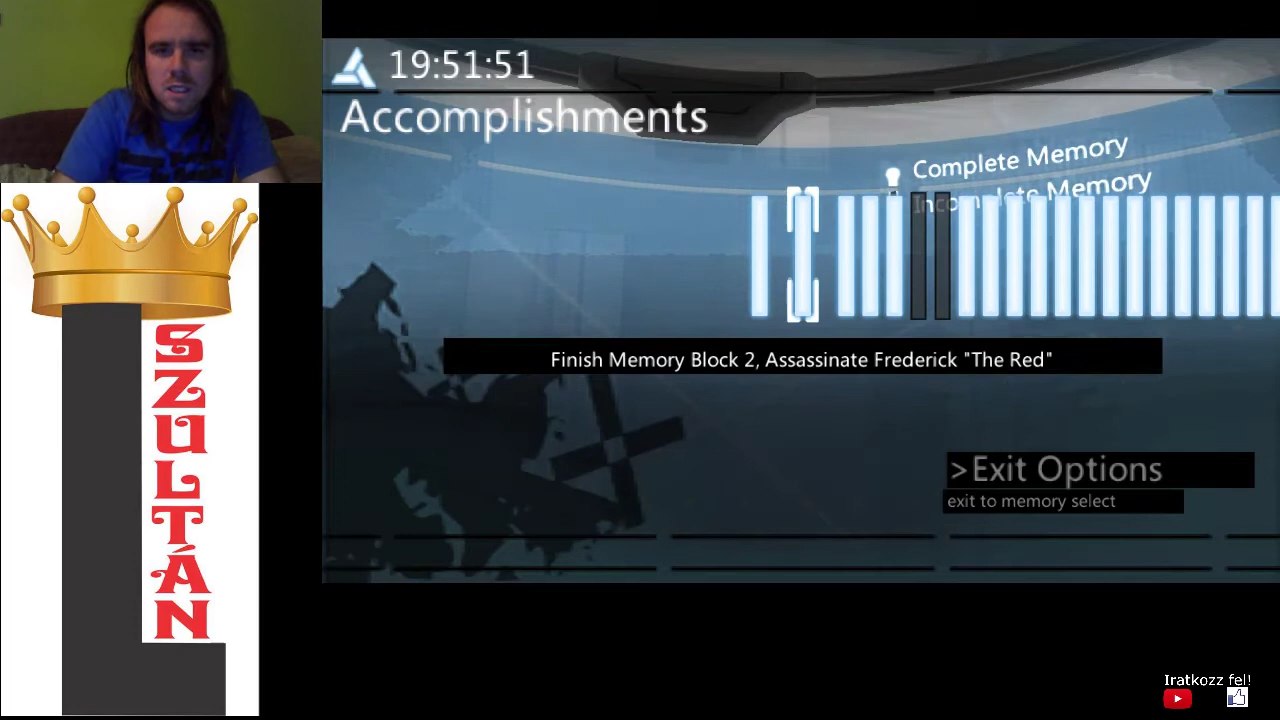 19:51:51
Accomplishments
Complete Memory
Incomplete Memory
Finish Memory Block 2, Assassinate Frederick "The Red"
>Exit Options
exit to memory select
L
SZULTÁN
Iratkozz fel!